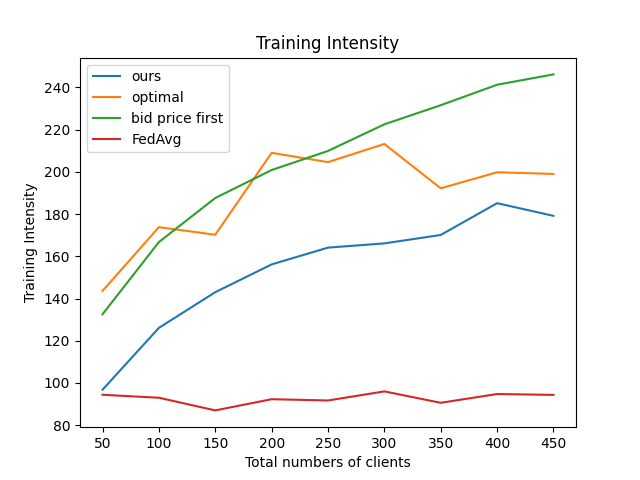 Training Intensity
ours
optimal
bid price first
FedAvg
Training Intensity
240
220
200
180
160
140
120
100
80
50 100 150 200 250 300 350 400 450
Total numbers of clients